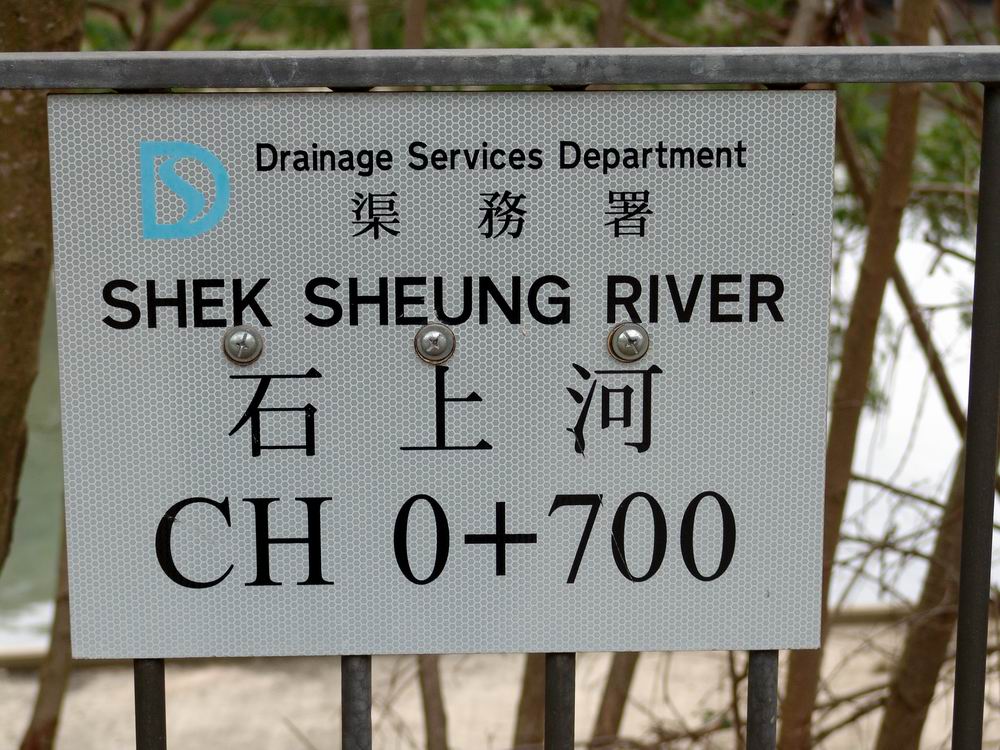 Drainage Services Department
渠務署
SHEK SHEUNG RIVER
石上河
CH 0+700